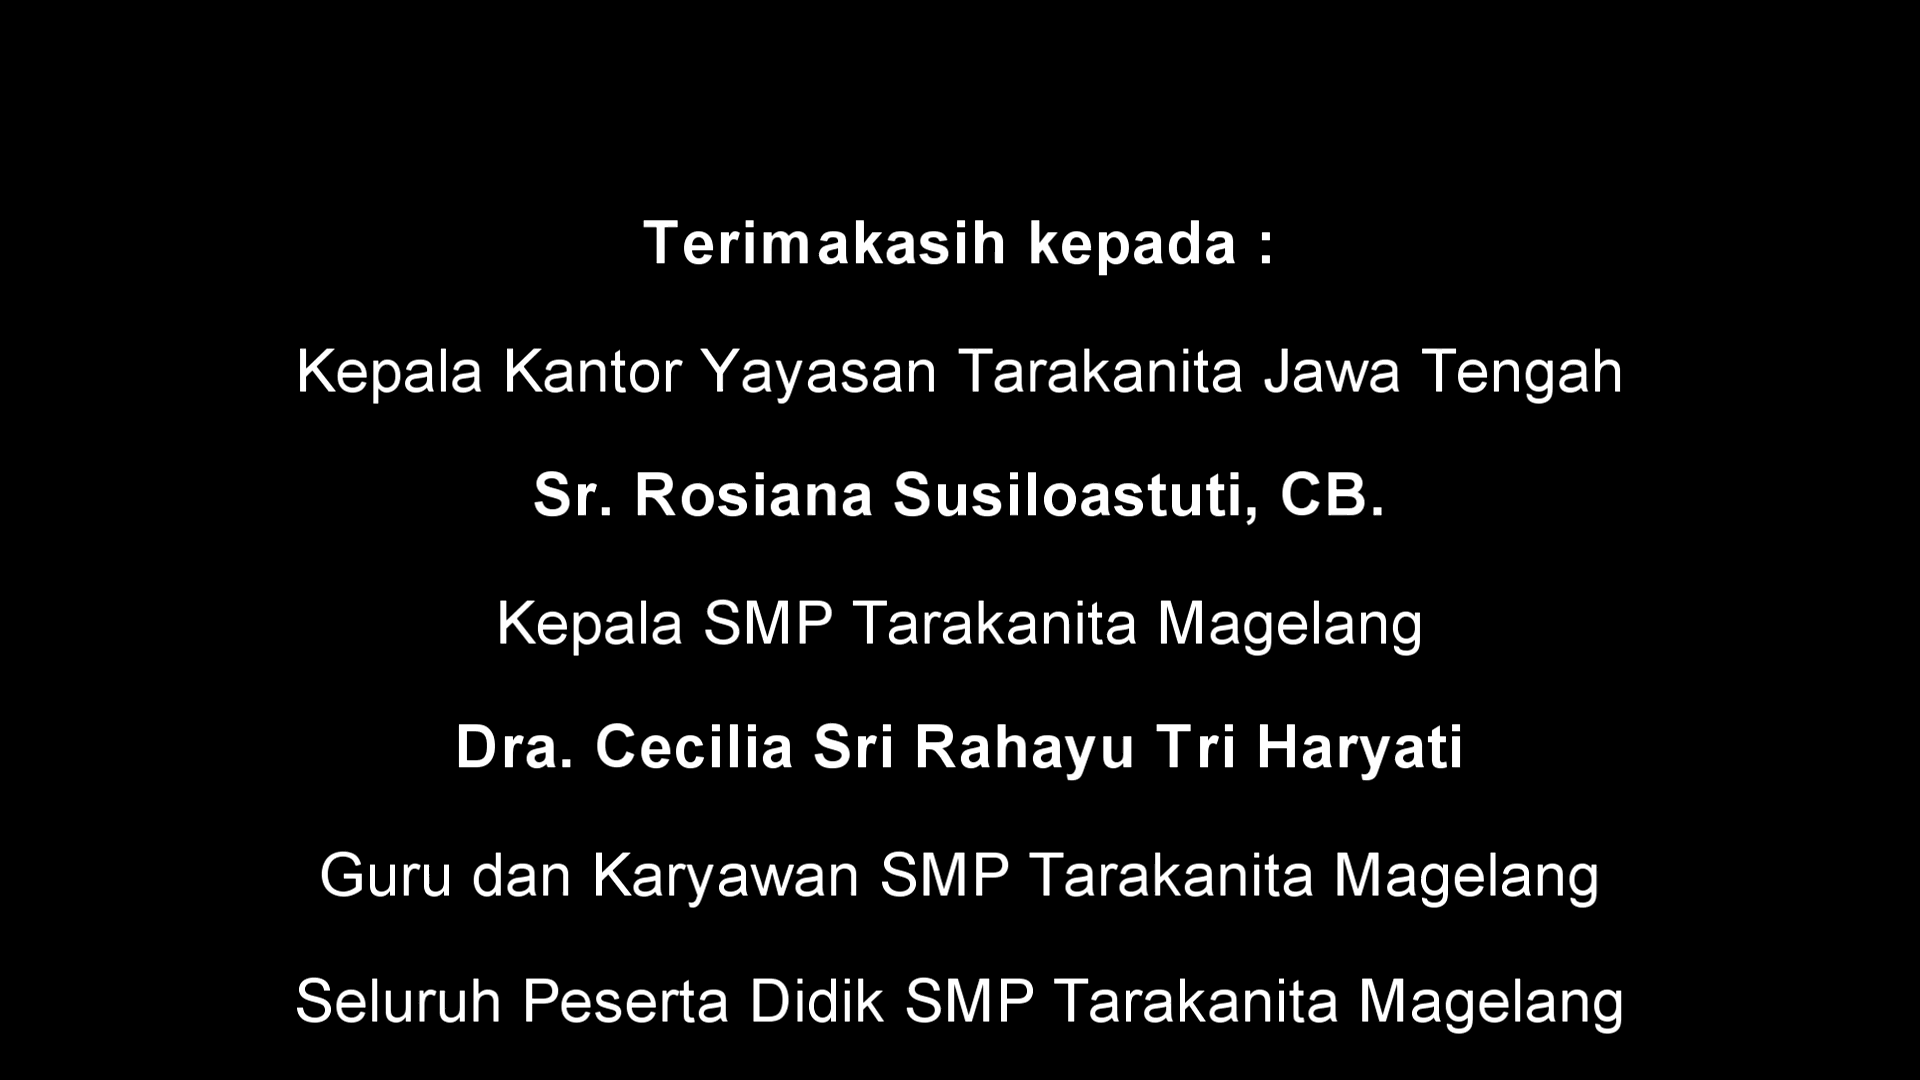 Terimakasih kepada :
Kepala Kantor Yayasan Tarakanita Jawa Tengah
Sr. Rosiana Susiloastuti, CB.
Kepala SMP Tarakanita Magelang
Dra. Cecilia Sri Rahayu Tri Haryati
Guru dan Karyawan SMP Tarakanita Magelang
Seluruh Peserta Didik SMP Tarakanita Magelang